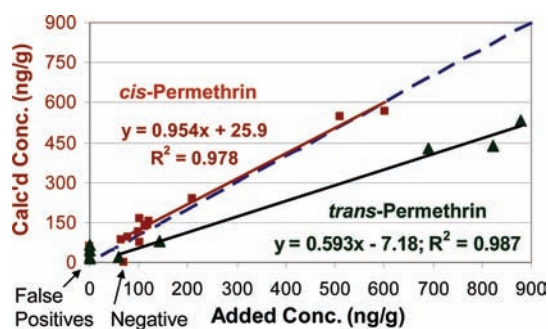 900
750
600
450
300
150
0
Calc'd Conc. (ng/g)
cis-Permethrin
y = 0.954x + 25.9
R² = 0.978
trans-Permethrin
y = 0.593x - 7.18; R² = 0.987
0 100 200 300 400 500 600 700 800 900
False
Positives
Negative
Added Conc. (ng/g)